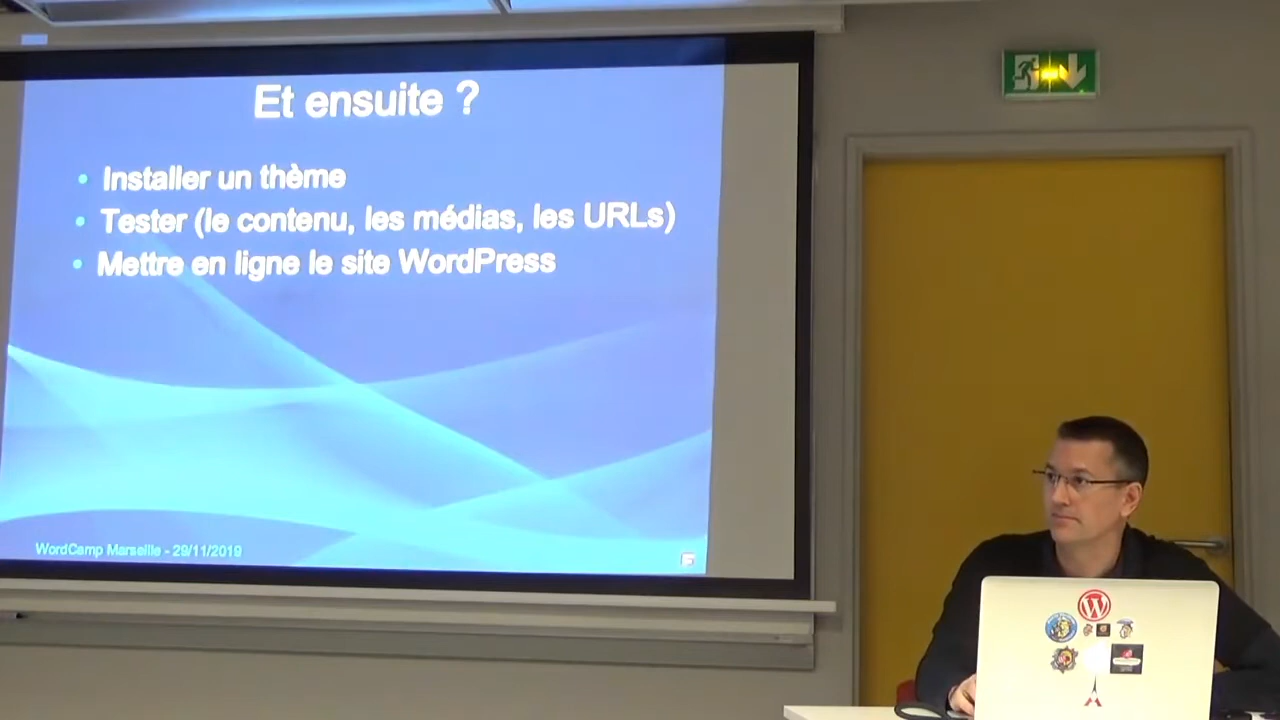 Et ensuite ?
• Installer un thème
• Tester (le contenu, les médias, les URLs)
• Mettre en ligne le site WordPress
WordCamp Marseille - 29/11/2019